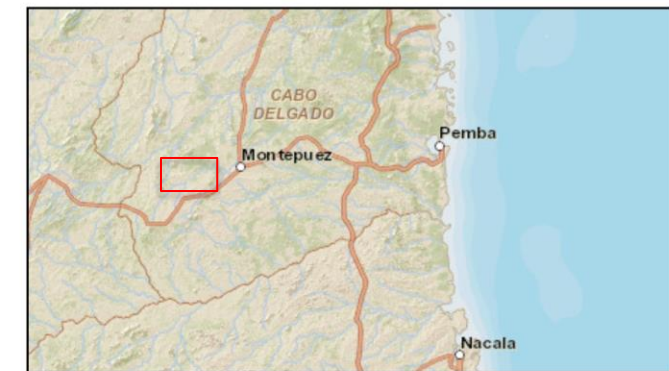 CABO
DELGADO
Pemba
Montepuez
Nacala